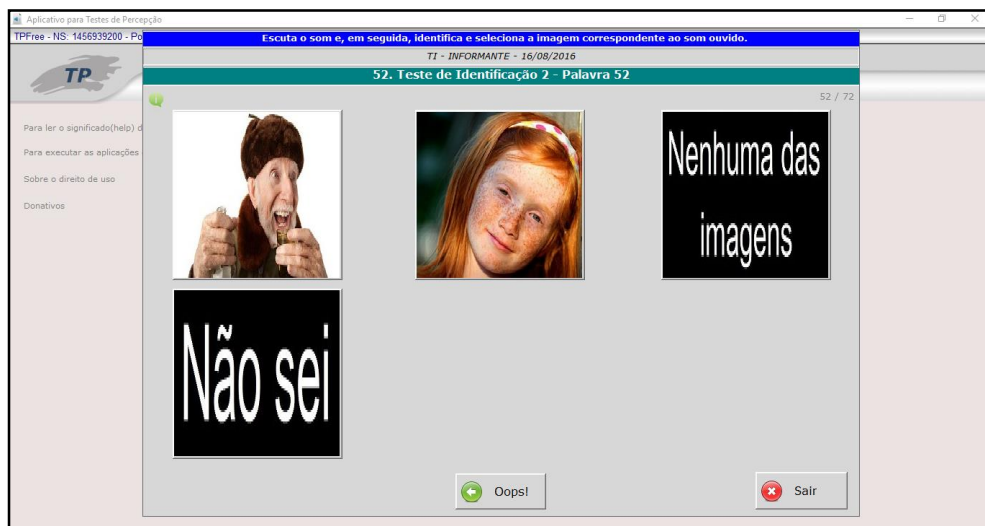 Aplicativo para Testes de Percepção
TPFree - NS: 1456939200 - Po
Escuta o som e, em seguida, identifica e seleciona a imagem correspondente ao som ouvido.
TI - INFORMANTE - 16/08/2016
TP
52. Teste de Identificação 2 - Palavra 52
52 / 72
Para ler o significado(help) d
Para executar as aplicações
Sobre o direito de uso
Donativos
Nenhuma das
imagens
Não sei
Oops!
Sair